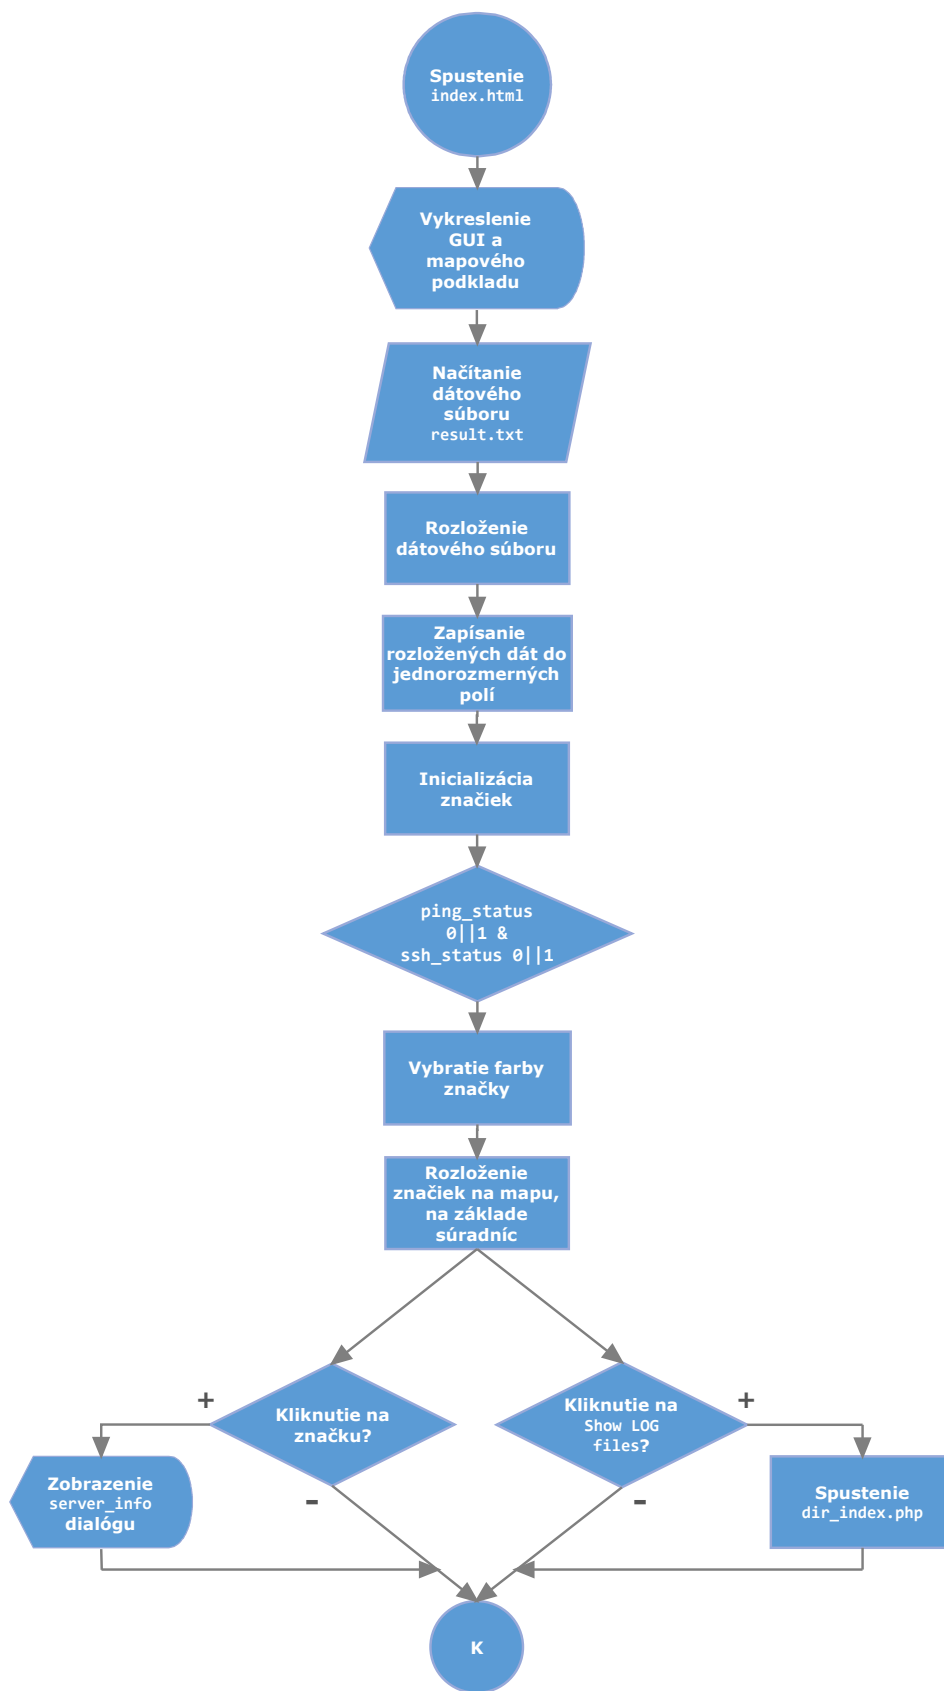 Spustenie
index.html
Vykreslenie
GUI a
mapového
podkladu
Načítanie
dátového
súboru
result.txt
Rozloženie
dátového súboru
Zapísanie
rozložených dát do
jednorozmerných
polí
Inicializácia
značiek
ping_status
0||1 &
ssh_status 0||1
Vybratie farby
značky
Rozloženie
značiek na mapu,
na základe
súradníc
+
Kliknutie na
značku?
-
Kliknutie na
Show LOG
files?
+
-
Zobrazenie
server_info
dialógu
Spustenie
dir_index.php
K